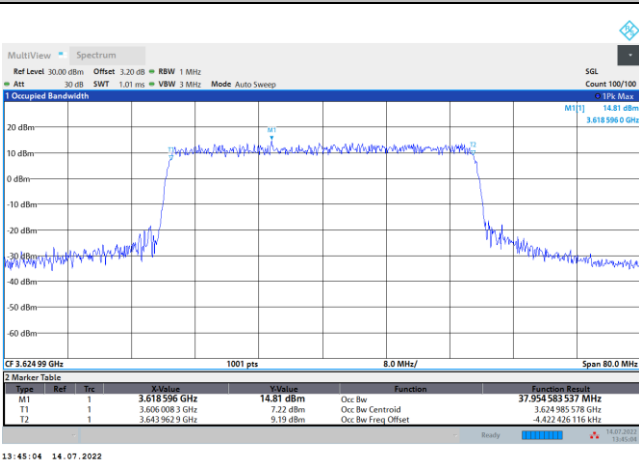 MultiView Spectrum
Ref Level 30.00 dBm Offset 3.20 dB RBW 1 MHz SGL
Att 30 dB SWT 1.01 ms VBW 3 MHz Mode Auto Sweep Count 100/100
1 Occupied Bandwidth 1Pk Max
M1[1] 14.81 dBm
3.618 596 0 GHz
20 dBm
M1
10 dBm
T1
T2
0 dBm
-10 dBm
-20 dBm
-30 dBm
-50 dBm
-60 dBm
CF 3.624 99 GHz 1001 pts 8.0 MHz/ Span 80.0 MHz
2 Marker Table
Type Ref Trc X-Value Y-Value Function Function Result
M1 1 3.618 596 GHz 14.81 dBm Occ Bw 37.954 583 537 MHz
T1 1 3.606 008 3 GHz 7.22 dBm Occ Bw Centroid 3.624 985 578 GHz
T2 1 3.643 962 9 GHz 9.19 dBm Occ Bw Freq Offset -4.422 426 116 kHz
Ready 14.07.2022
13:45:04
13:45:04 14.07.2022